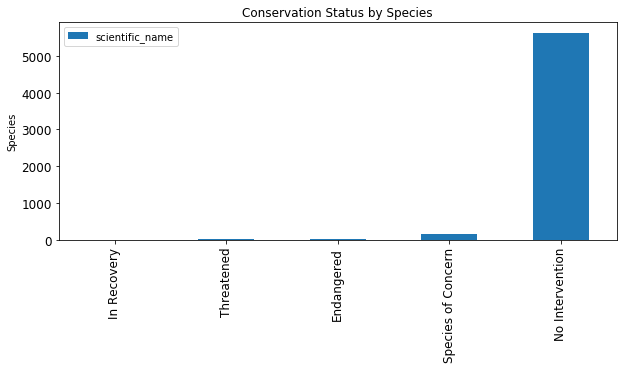 Conservation Status by Species
scientific_name
Species
5000
4000
3000
2000
1000
0
In Recovery
Threatened
Endangered
Species of Concern
No Intervention